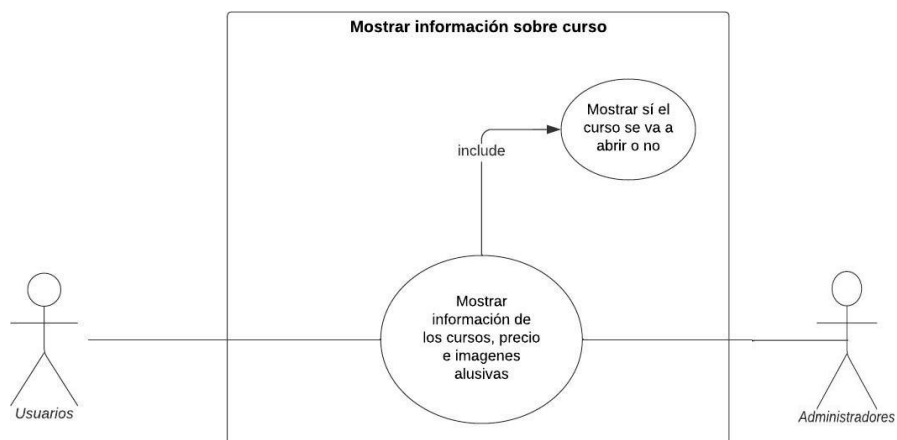 Mostrar información sobre curso
Mostrar sí el
curso se va a
abrir o no
include
Mostrar
información de
los cursos, precio
e imagenes
alusivas
Usuarios
Administradores